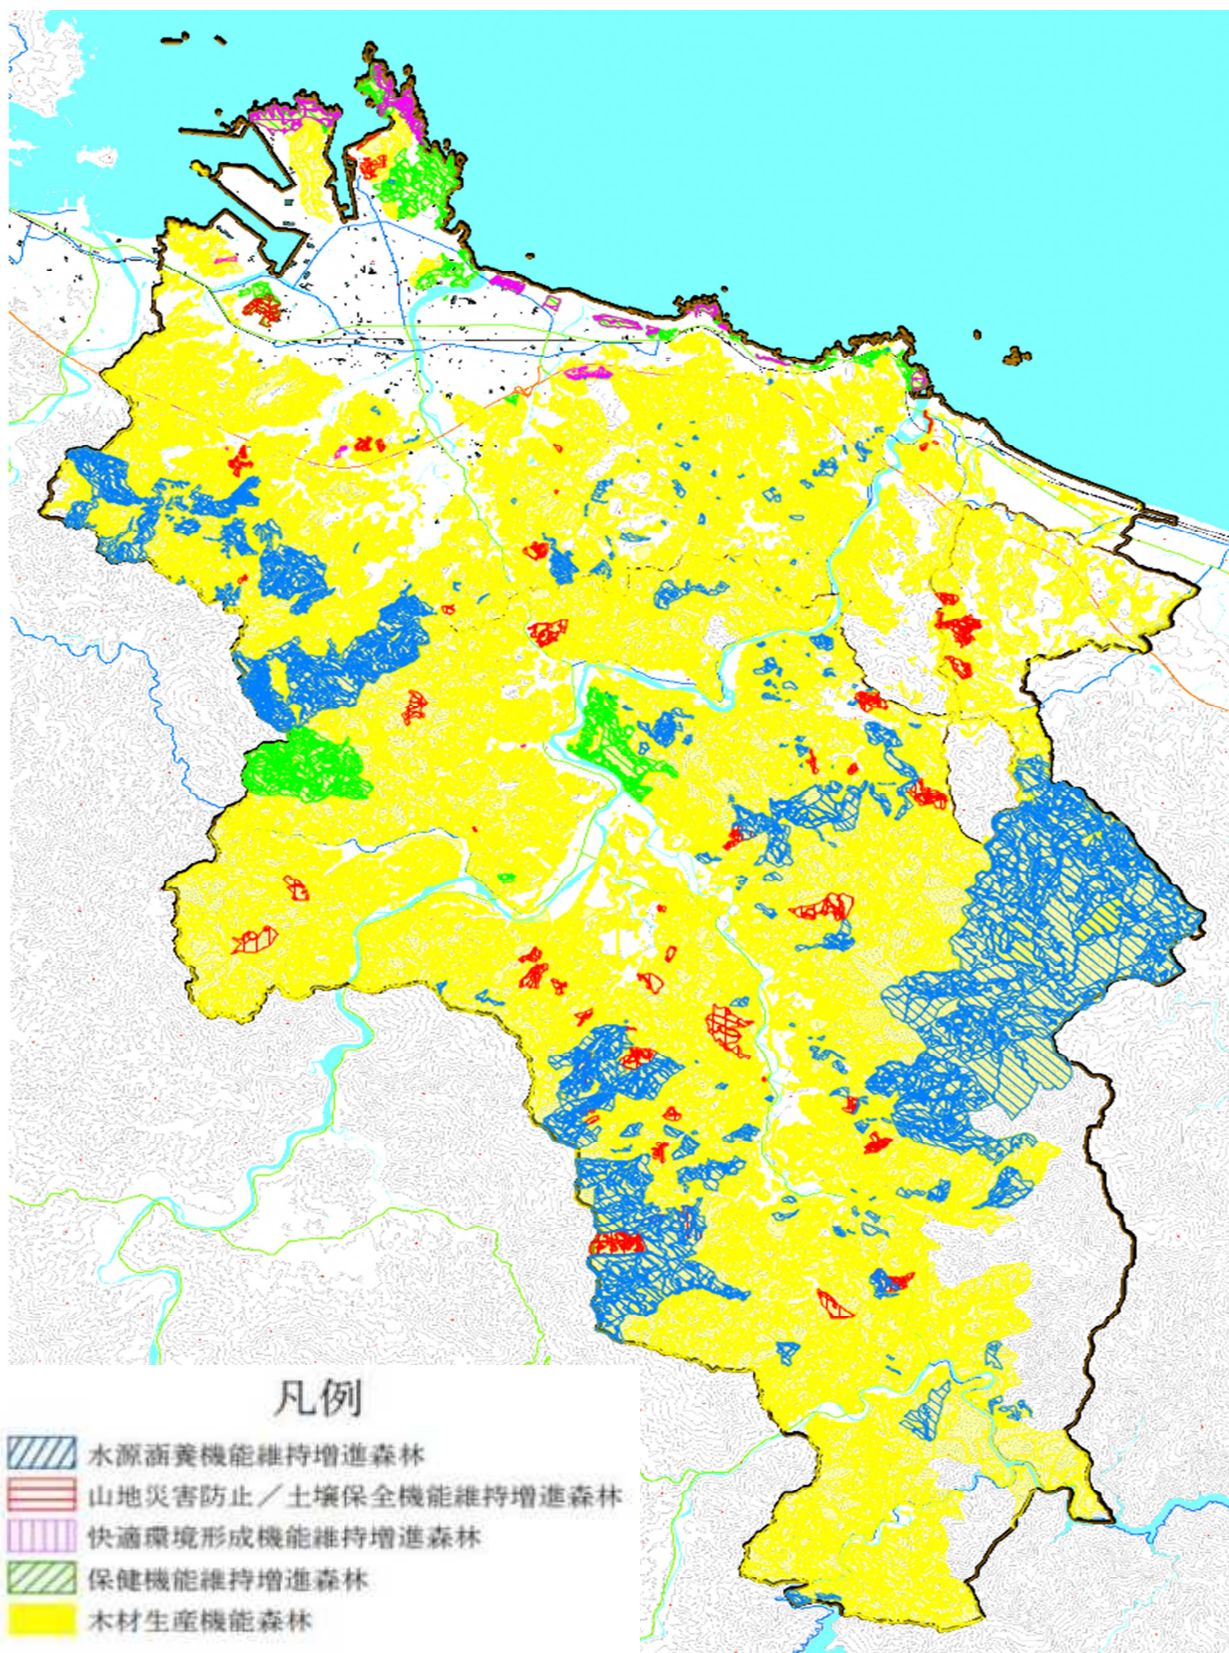 凡例
水源涵養機能維持増進森林
山地災害防止／土壌保全機能維持増進森林
快適環境形成機能維持増進森林
保健機能維持増進森林
木材生産機能森林